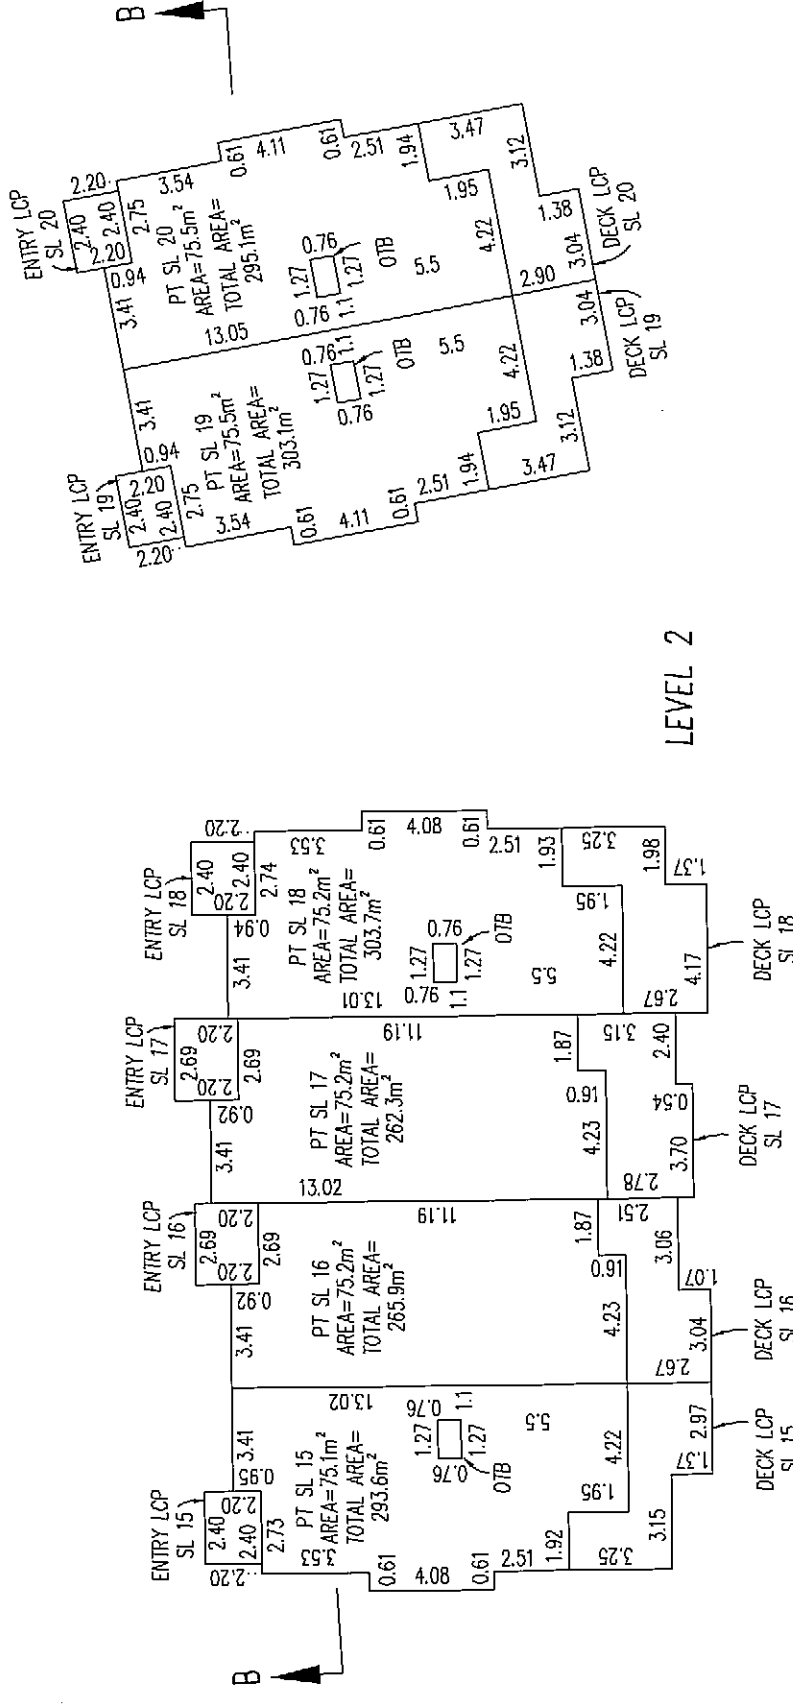 B
ENTRY LCP
SL 15
2.20
2.40
2.20
2.40
2.73
0.95
3.41
3.53
PT SL 15
AREA=75.1m²
TOTAL AREA=
293.6m²
13.02
0.61
4.08
0.61
2.51
1.27
0.76
0.76
1.27
1.1
OTB
5.5
1.92
1.95
4.22
3.25
3.15
1.37
2.97
2.67
DECK LCP
SL 15
ENTRY LCP
SL 16
2.69
2.20
2.20
2.69
0.92
3.41
PT SL 16
AREA=75.2m²
TOTAL AREA=
265.9m²
13.02
11.19
1.87
0.91
4.23
2.51
3.06
1.07
3.04
DECK LCP
SL 16
ENTRY LCP
SL 17
2.69
2.20
2.20
2.69
0.92
3.41
PT SL 17
AREA=75.2m²
TOTAL AREA=
262.3m²
11.19
1.87
0.91
4.23
2.78
3.15
2.40
0.54
3.70
DECK LCP
SL 17
ENTRY LCP
SL 18
2.20
2.40
2.20
2.40
2.74
0.94
3.41
3.53
PT SL 18
AREA=75.2m²
TOTAL AREA=
303.7m²
13.01
0.61
4.08
0.61
2.51
1.27
0.76
0.76
1.27
1.1
OTB
5.5
1.93
1.95
4.22
3.25
1.98
1.37
4.17
2.67
DECK LCP
SL 18
LEVEL 2
ENTRY LCP
SL 19
2.20
2.40
2.20
2.40
2.75
0.94
3.41
3.54
PT SL 19
AREA=75.5m²
TOTAL AREA=
303.1m²
0.61
4.11
0.61
2.51
1.27
0.76
0.76
1.27
1.1
OTB
5.5
1.94
1.95
4.22
3.47
3.12
1.38
3.04
DECK LCP
SL 19
ENTRY LCP
SL 20
2.20
2.40
2.20
2.40
2.75
0.94
3.41
3.54
PT SL 20
AREA=75.5m²
TOTAL AREA=
295.1m²
13.05
0.61
4.11
0.61
2.51
1.27
0.76
0.76
1.27
1.1
OTB
5.5
1.94
1.95
4.22
3.47
3.12
1.38
3.04
2.90
DECK LCP
SL 20
B